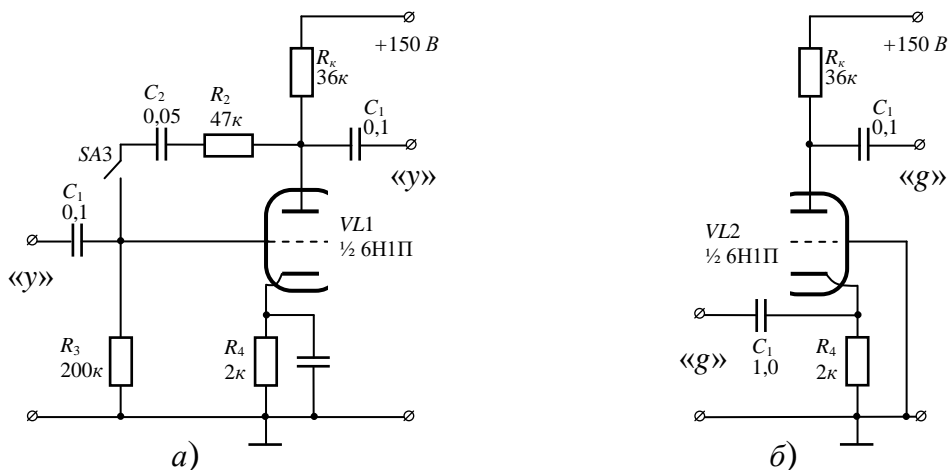 +150 В
Rк
36к
C2
0,05
R2
47к
C1
0,1
SA3
«y»
C1
0,1
«y»
VL1
½ 6Н1П
R3
200к
R4
2к
а)
+150 В
Rк
36к
C1
0,1
«g»
VL2
½ 6Н1П
«g»
C1
1,0
R4
2к
б)